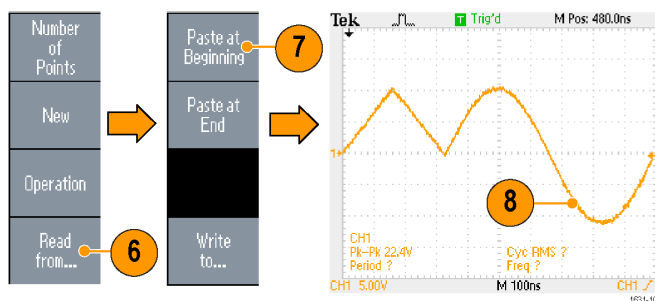 Number
of
Points
New
Operation
Read
from...
6
Paste at
Beginning
7
Paste at
End
Write
to...
Tek
T Trig'd
M Pos: 480.0ns
1
8
CH1
Pk-Pk 22.4V
Cyc RMS ?
Period ?
Freq ?
CH1 5.00V
M 100ns
CH1